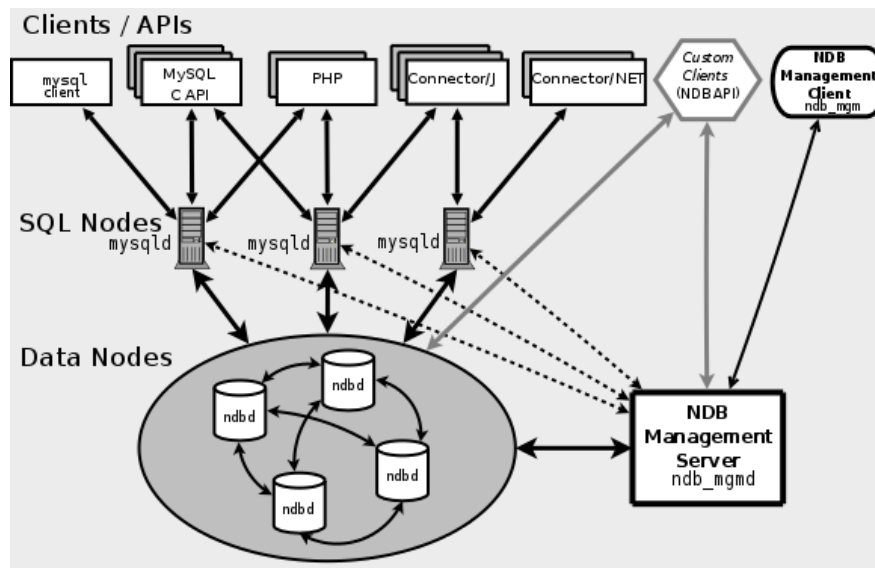 Clients / APIs
mysql
client
MySQL
C API
PHP
Connector/J
Connector/NET
Custom
Clients
(NDBAPI)
NDB
Management
Client
ndb_mgm
SQL Nodes
mysqld
mysqld
mysqld
Data Nodes
ndbd
ndbd
ndbd
ndbd
NDB
Management
Server
ndb_mgmd